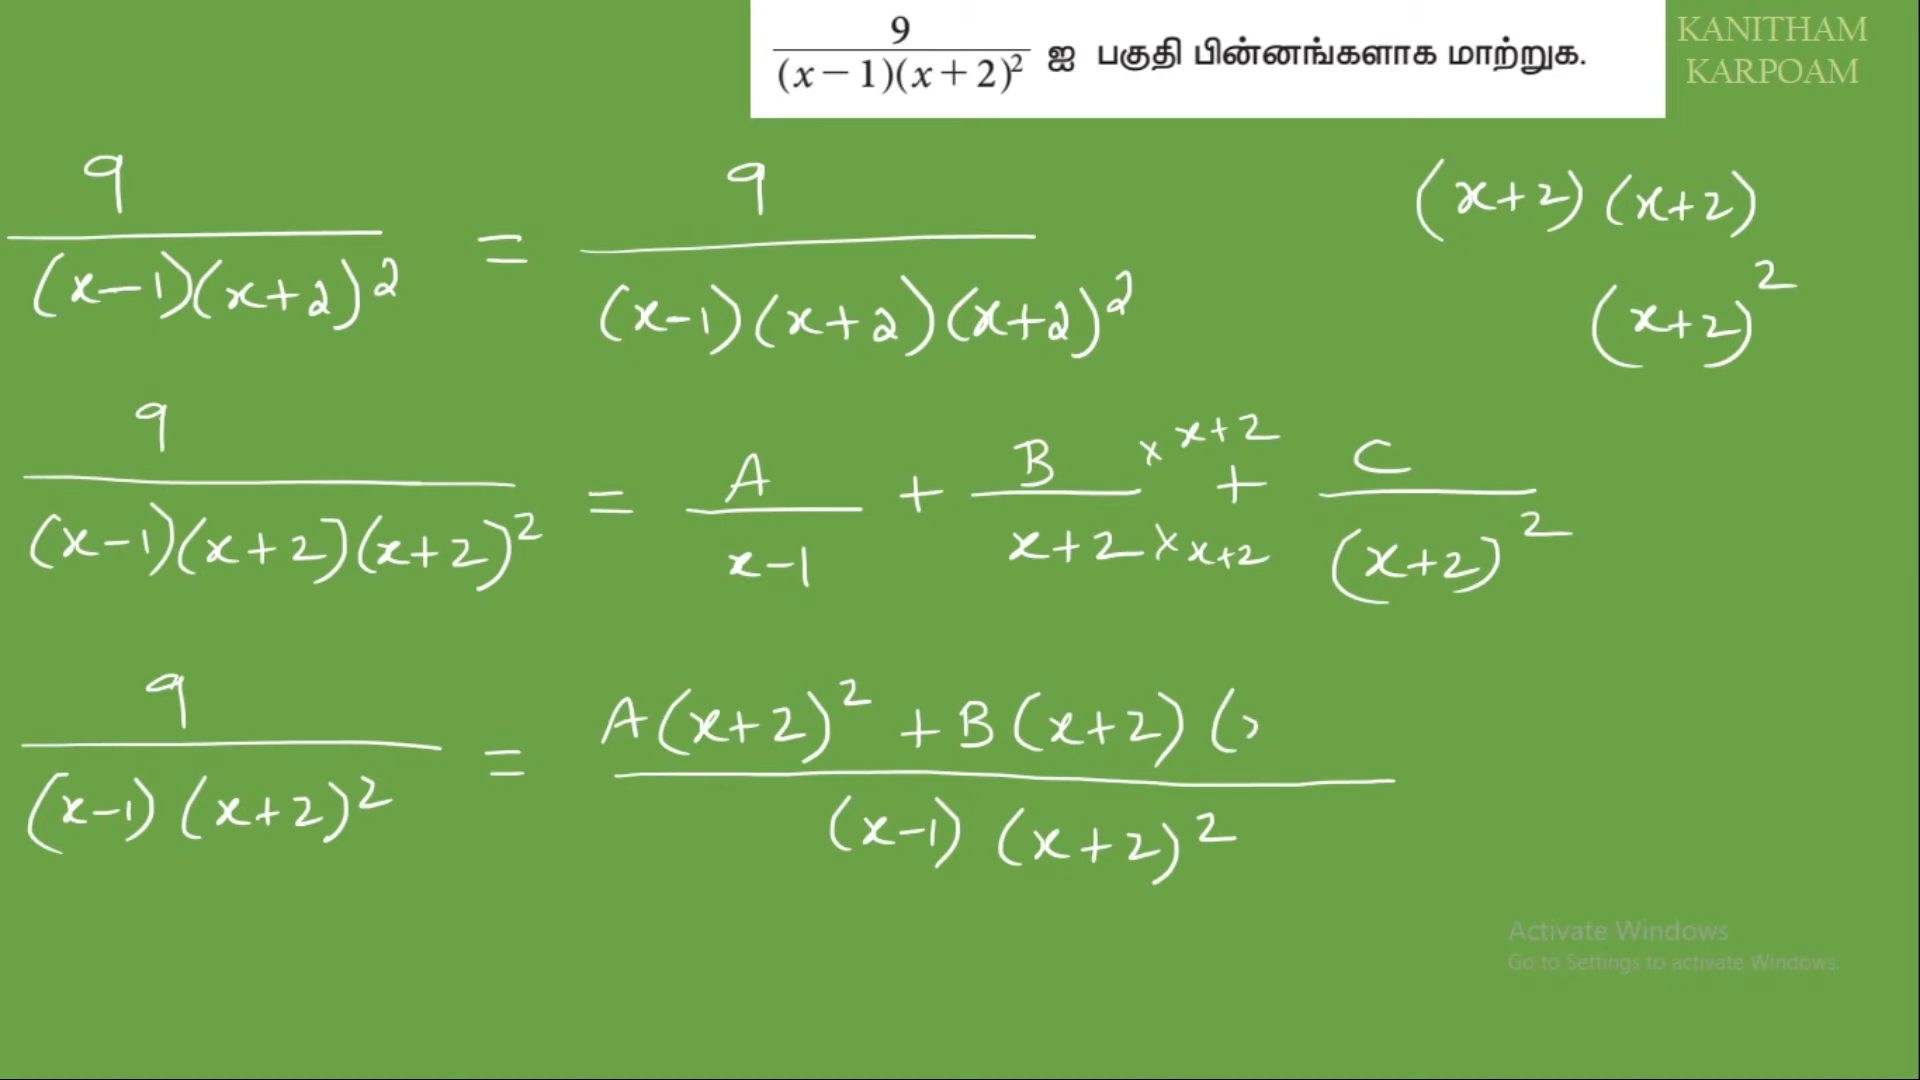 9/((x−1)(x+2)²) ஐ பகுதி பின்னங்களாக மாற்றுக.
KANITHAM
KARPOAM
9/((x-1)(x+2)²) = 9/((x-1)(x+2)(x+2)²)
(x+2)(x+2)
(x+2)²
9/((x-1)(x+2)(x+2)²) = A/(x-1) + B/(x+2) × x+2 / × x+2 + C/(x+2)²
9/((x-1)(x+2)²) = A(x+2)² + B(x+2)( / (x-1)(x+2)²
Activate Windows
Go to Settings to activate Windows.